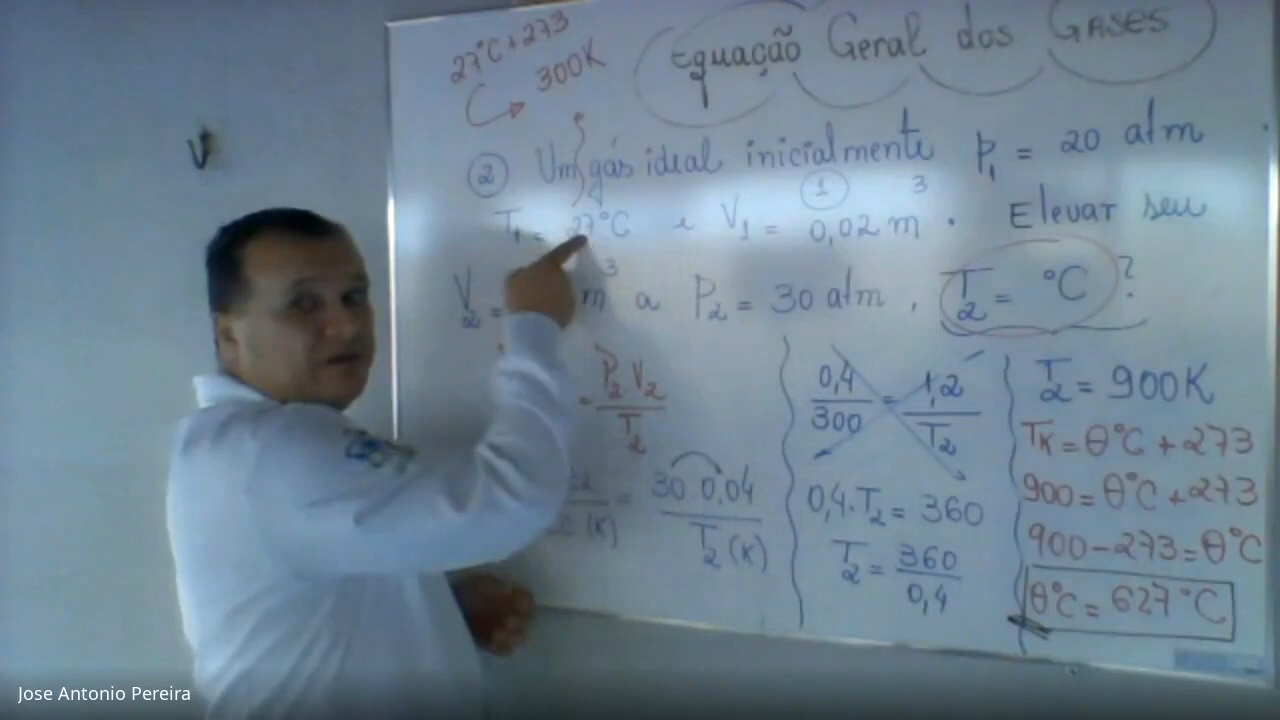 27°C + 273
300K
Equação Geral dos GASES
V
② Um gás ideal inicialmente P1 = 20 atm
T1 = 27°C e V1 = 0,02 m³. Elevar seu
①
V2 = m³ a P2 = 30 atm, T2 = °C ?
= P2 V2 / T2
(K) = 30 0,04 / T2 (K)
0,4 / 300 = 1,2 / T2
0,4.T2 = 360
T2 = 360 / 0,4
T2 = 900K
TK = θ°C + 273
900 = θ°C + 273
900 - 273 = θ°C
θ°C = 627°C
Jose Antonio Pereira